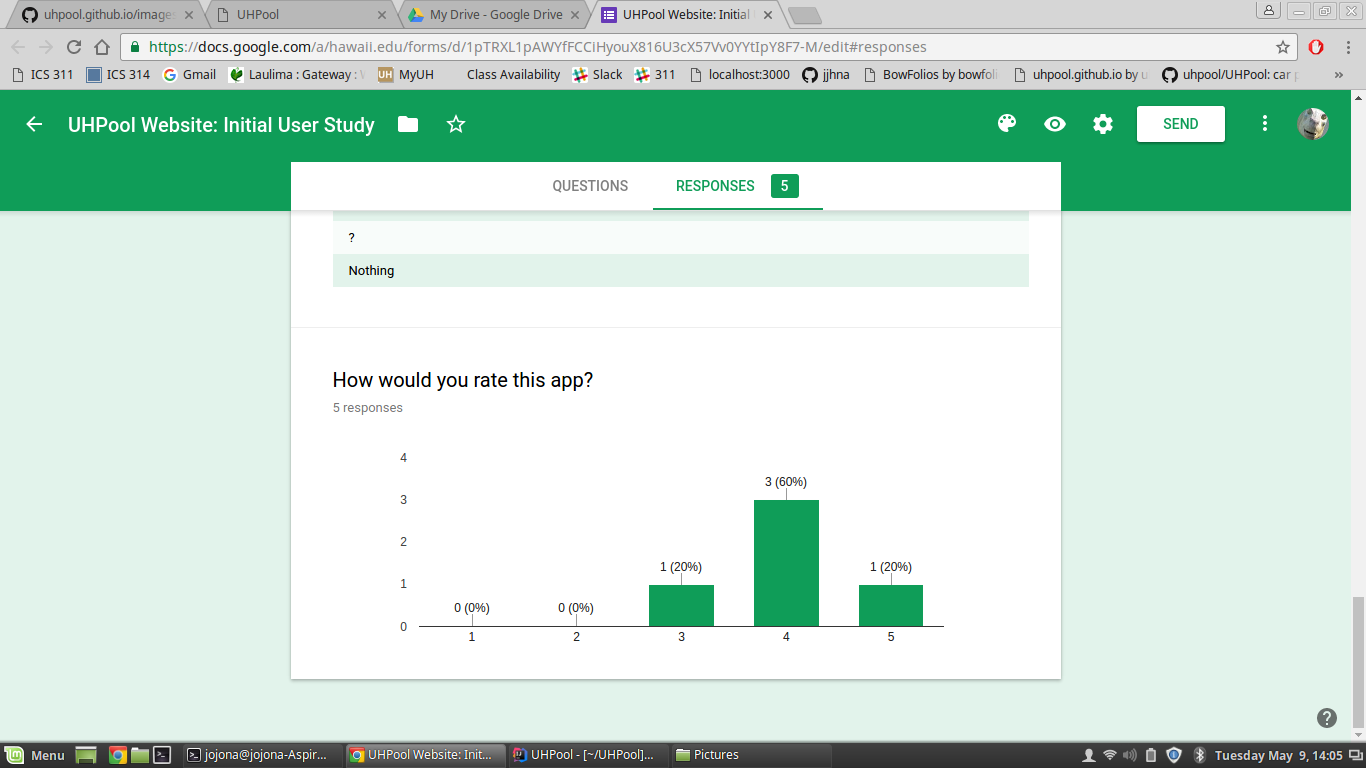 uhpool.github.io/images
UHPool
My Drive - Google Drive
UHPool Website: Initial
https://docs.google.com/a/hawaii.edu/forms/d/1pTRXL1pAWYfFCCiHyouX816U3cX57Vv0YYtIpY8F7-M/edit#responses
ICS 311
ICS 314
Gmail
Laulima : Gateway :
UH MyUH
Class Availability
Slack
311
localhost:3000
jjhna
BowFolios by bowfoli
uhpool.github.io by u
uhpool/UHPool: car
»
UHPool Website: Initial User Study
SEND
QUESTIONS
RESPONSES 5
?
Nothing
How would you rate this app?
5 responses
4
3 (60%)
3
2
1 (20%) 1 (20%)
1
0 (0%) 0 (0%)
0
1 2 3 4 5
?
Menu
jojona@jojona-Aspir...
UHPool Website: Init...
UHPool - [~/UHPool]...
Pictures
Tuesday May 9, 14:05